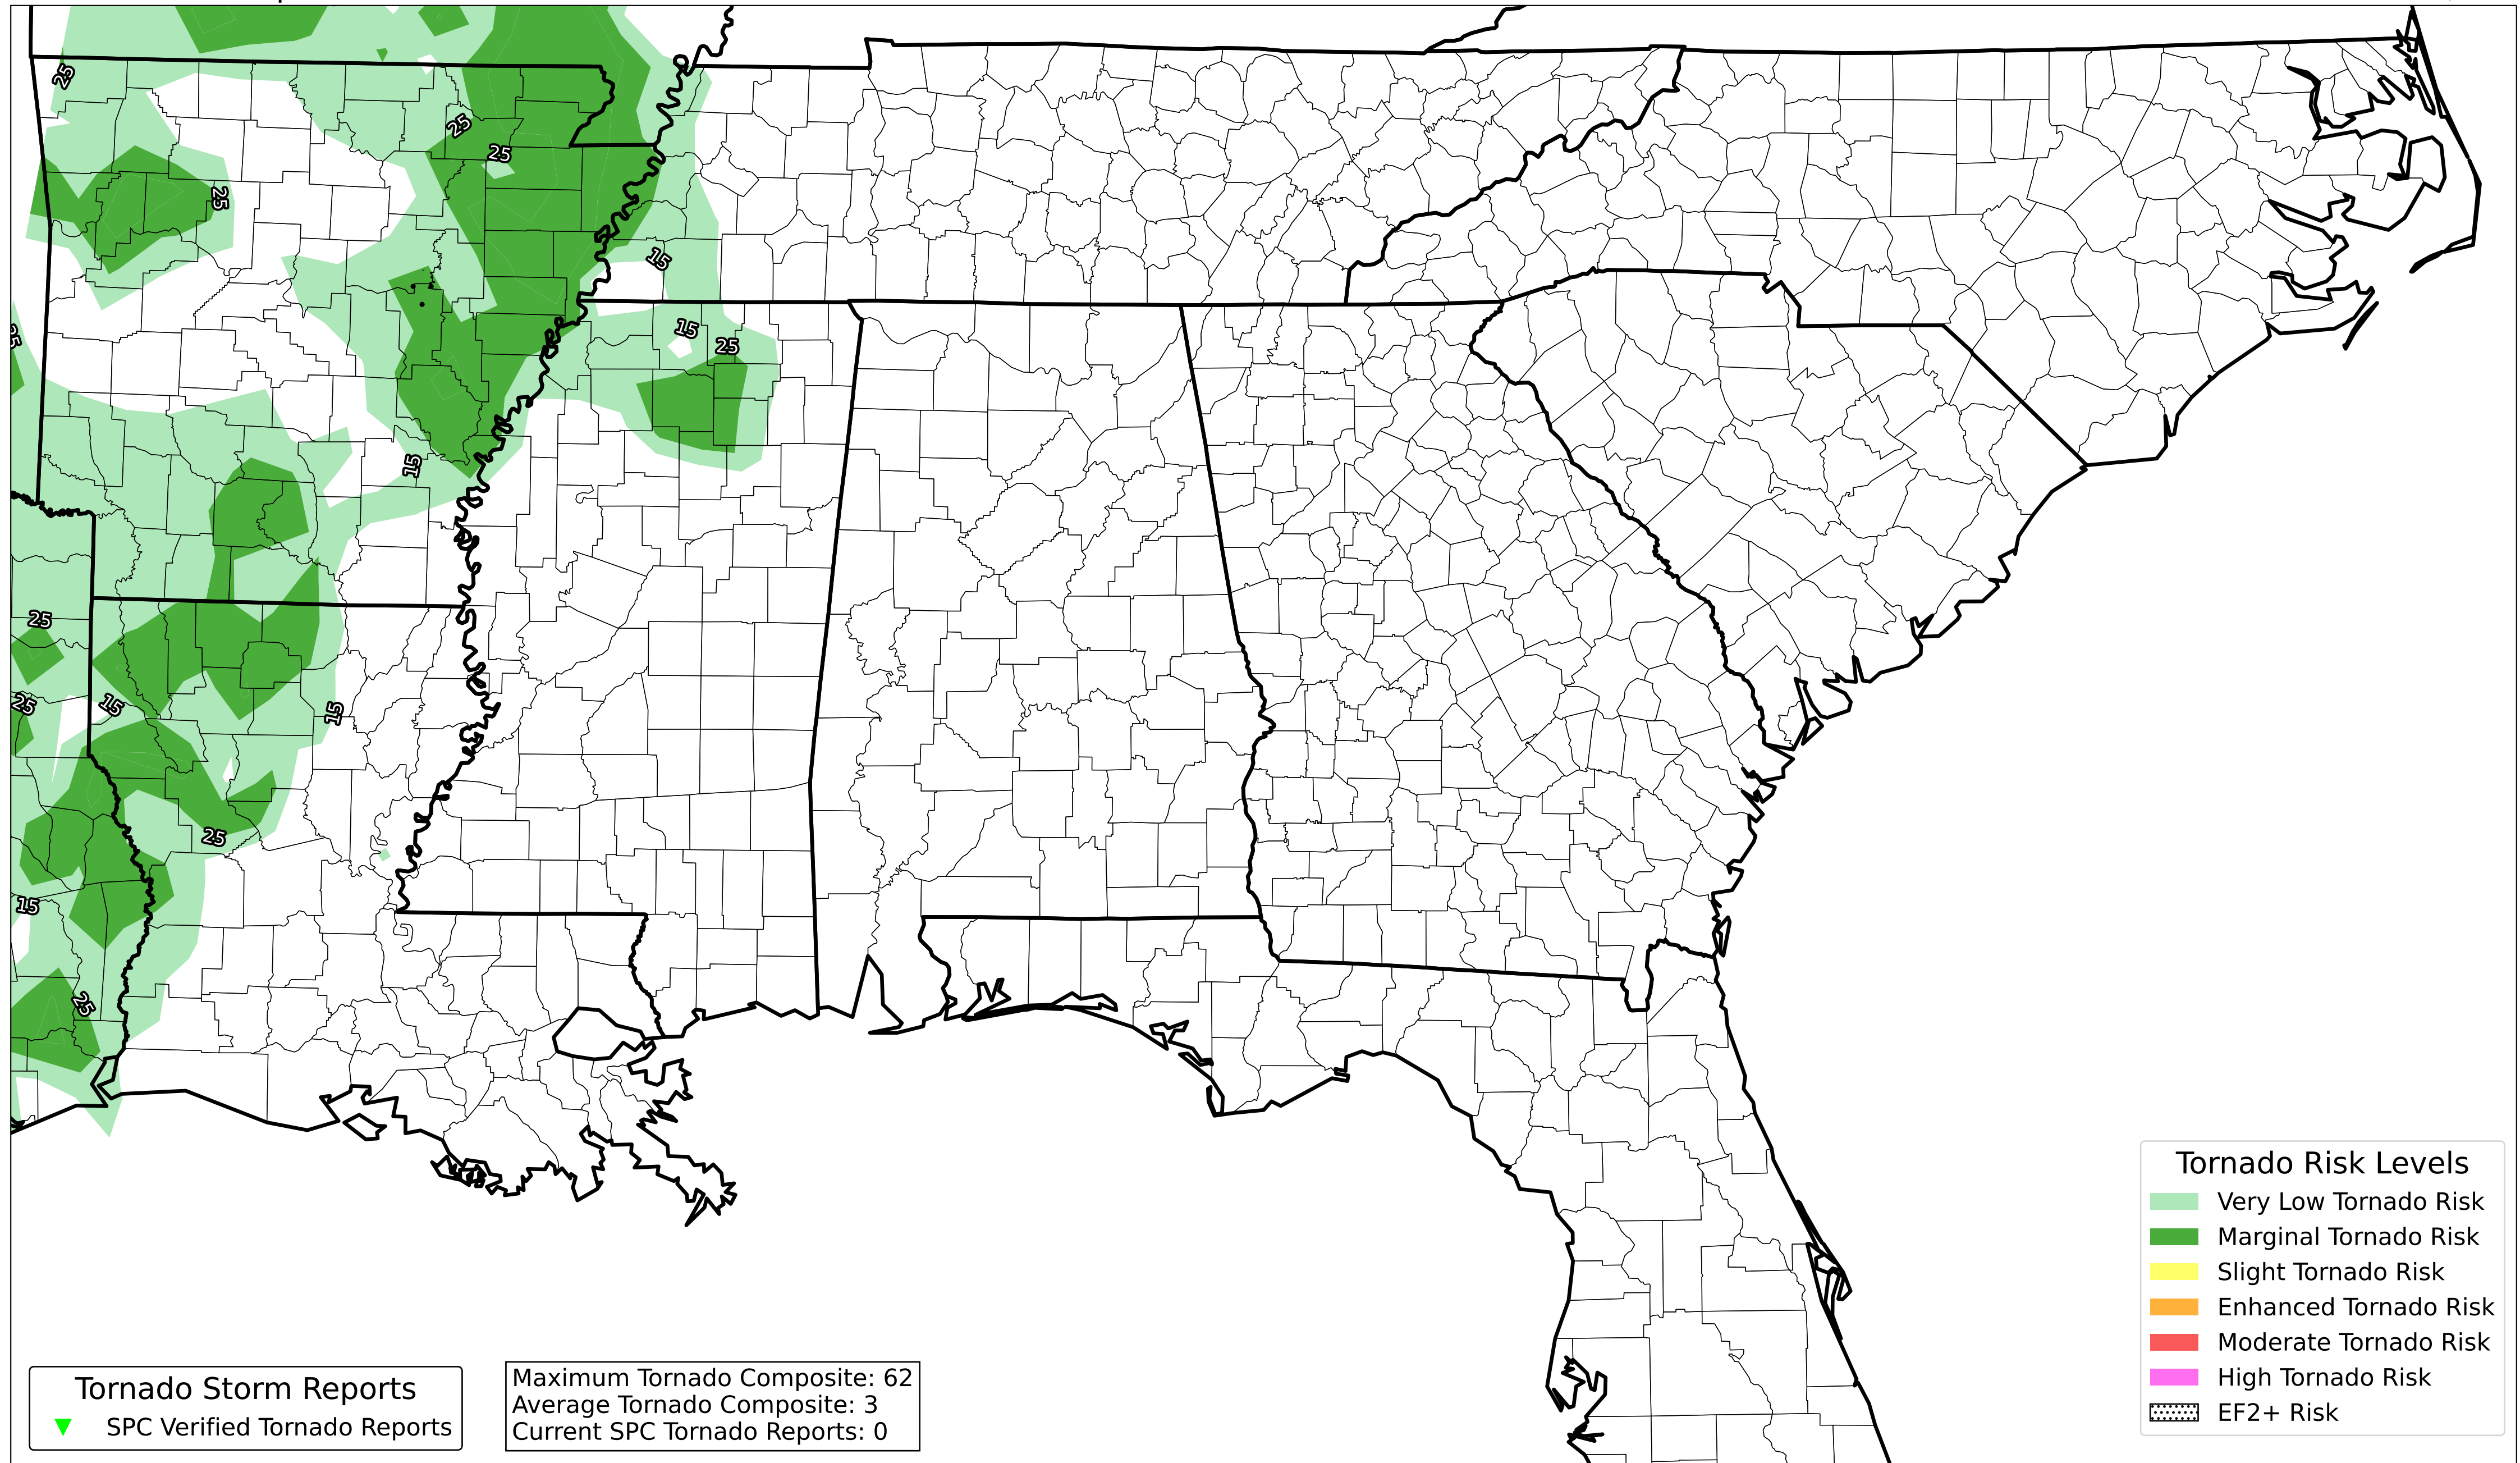 25
25
25
25
15
15
25
15
25
25
15
15
25
15
25
Tornado Risk Levels
Very Low Tornado Risk
Marginal Tornado Risk
Slight Tornado Risk
Enhanced Tornado Risk
Moderate Tornado Risk
High Tornado Risk
EF2+ Risk
Tornado Storm Reports
SPC Verified Tornado Reports
Maximum Tornado Composite: 62
Average Tornado Composite: 3
Current SPC Tornado Reports: 0